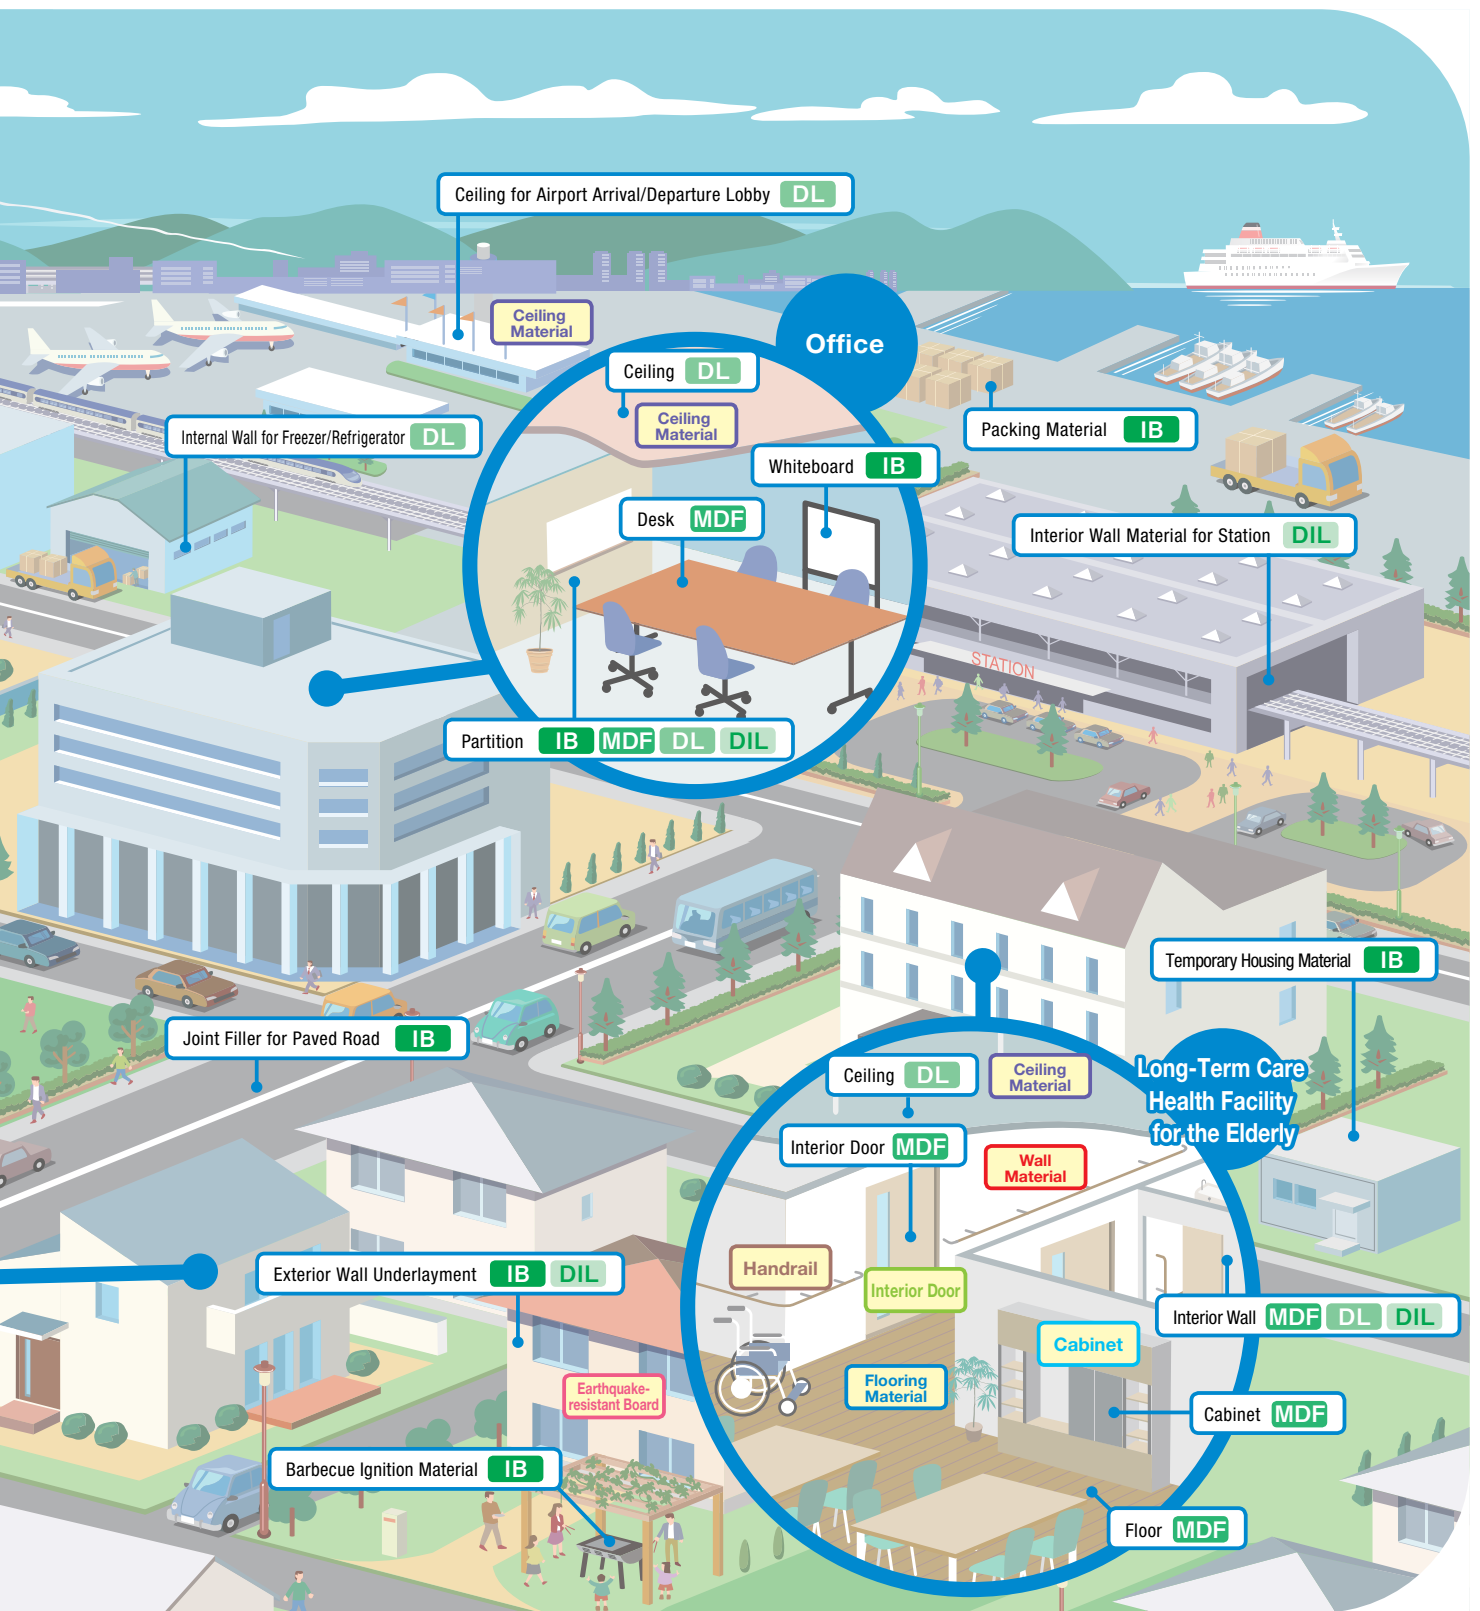 Ceiling for Airport Arrival/Departure Lobby DL
Ceiling
Material
Office
Ceiling DL
Ceiling
Material
Internal Wall for Freezer/Refrigerator DL
Packing Material IB
Whiteboard IB
Desk MDF
Interior Wall Material for Station DIL
STATION
Partition IB MDF DL DIL
Temporary Housing Material IB
Joint Filler for Paved Road IB
Long-Term Care
Health Facility
for the Elderly
Ceiling DL
Ceiling
Material
Interior Door MDF
Wall
Material
Handrail
Interior Door
Exterior Wall Underlayment IB DIL
Interior Wall MDF DL DIL
Cabinet
Flooring
Material
Earthquake-
resistant Board
Cabinet MDF
Barbecue Ignition Material IB
Floor MDF